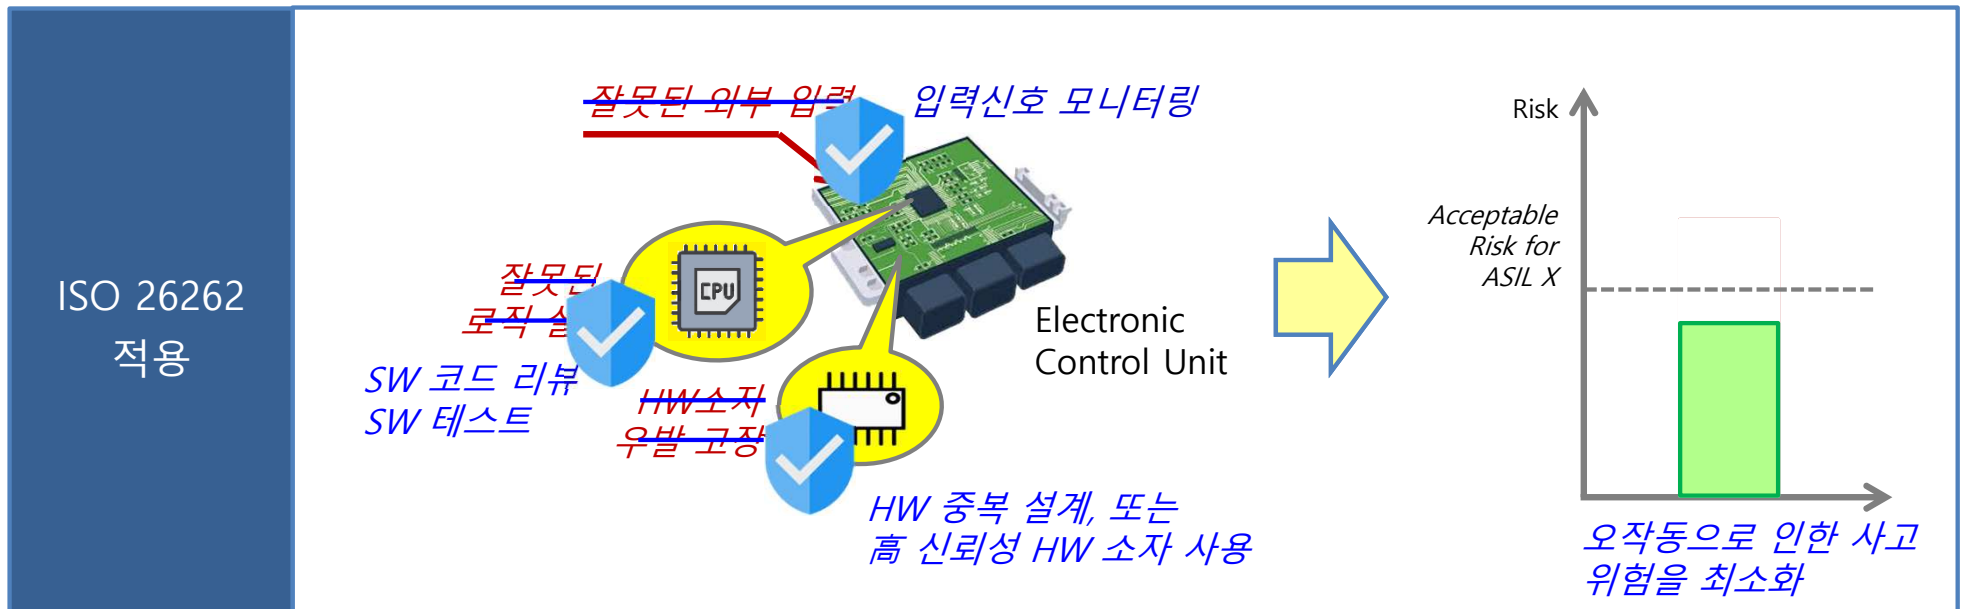 ISO 26262
적용
잘못된 외부 입력
입력신호 모니터링
잘못된
로직 설
CPU
SW 코드 리뷰
SW 테스트
HW소자
우발 고장
HW 중복 설계, 또는
高 신뢰성 HW 소자 사용
Electronic
Control Unit
Risk
Acceptable
Risk for
ASIL X
오작동으로 인한 사고
위험을 최소화